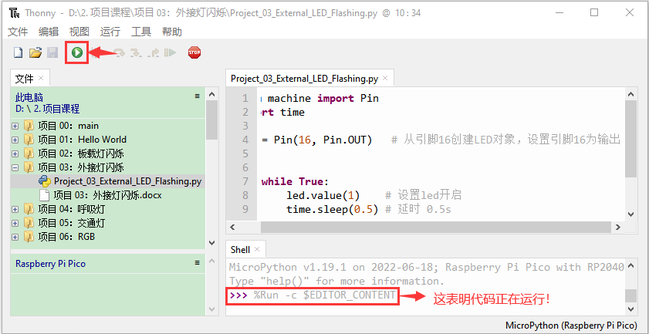 Thonny - D:\2.项目课程\项目 03：外接灯闪烁\Project_03_External_LED_Flashing.py @ 10 : 34
文件 编辑 视图 运行 工具 帮助
STOP
文件
此电脑
D: \ 2.项目课程
项目 00：main
项目 01：Hello World
项目 02：板载灯闪烁
项目 03：外接灯闪烁
Project_03_External_LED_Flashing.py
项目 03：外接灯闪烁.docx
项目 04：呼吸灯
项目 05：交通灯
项目 06：RGB
Raspberry Pi Pico
Project_03_External_LED_Flashing.py
1 machine import Pin
2 rt time
3
4 = Pin(16, Pin.OUT) # 从引脚16创建LED对象，设置引脚16为输出
5
6
7 while True:
8 led.value(1) # 设置led开启
9 time.sleep(0.5) # 延时 0.5s
Shell
MicroPython v1.19.1 on 2022-06-18; Raspberry Pi Pico with RP2040
Type "help()" for more information.
>>> %Run -c $EDITOR_CONTENT
这表明代码正在运行！
MicroPython (Raspberry Pi Pico)